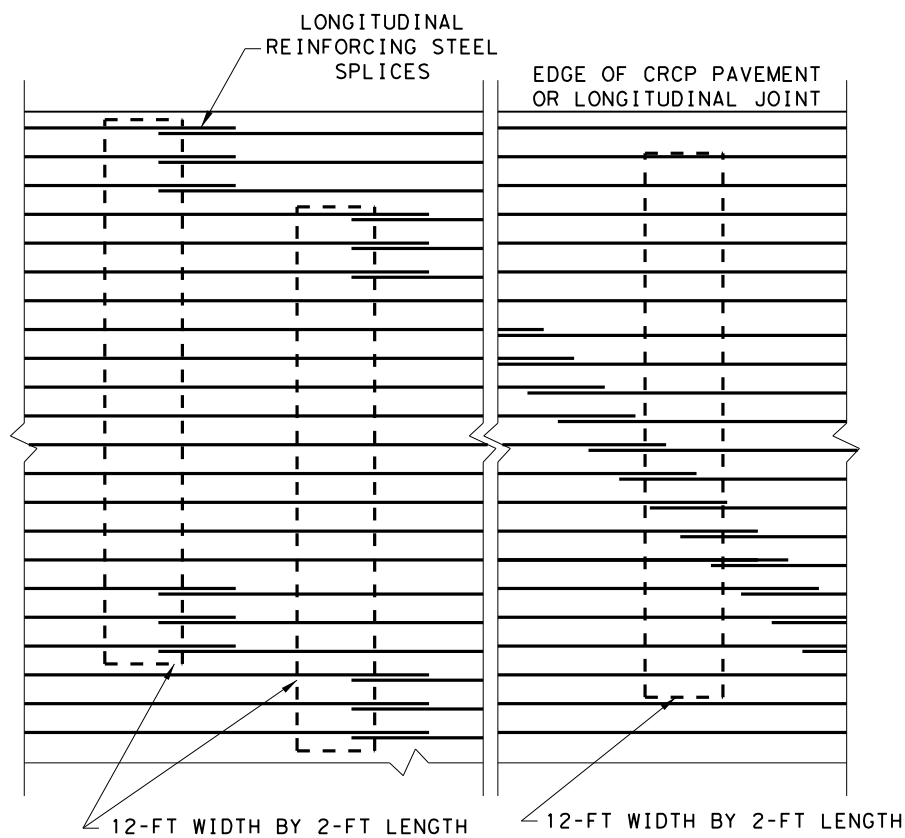 LONGITUDINAL
REINFORCING STEEL
SPLICES
EDGE OF CRCP PAVEMENT
OR LONGITUDINAL JOINT
12-FT WIDTH BY 2-FT LENGTH
12-FT WIDTH BY 2-FT LENGTH